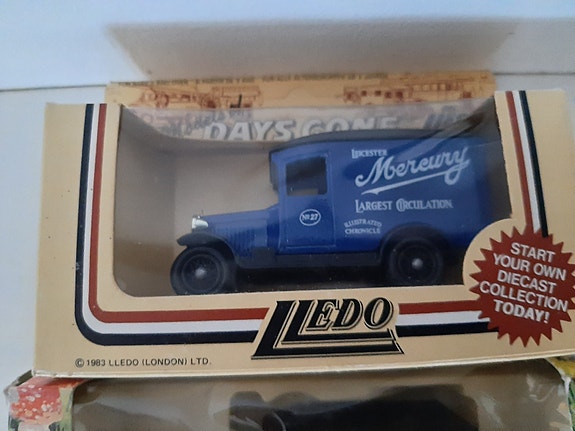 DAYS GONE
LEICESTER
Mercury
LARGEST CIRCULATION.
ILLUSTRATED
CHRONICLE
No 27
START
YOUR OWN
DIECAST
COLLECTION
TODAY!
LLEDO
© 1983 LLEDO (LONDON) LTD.